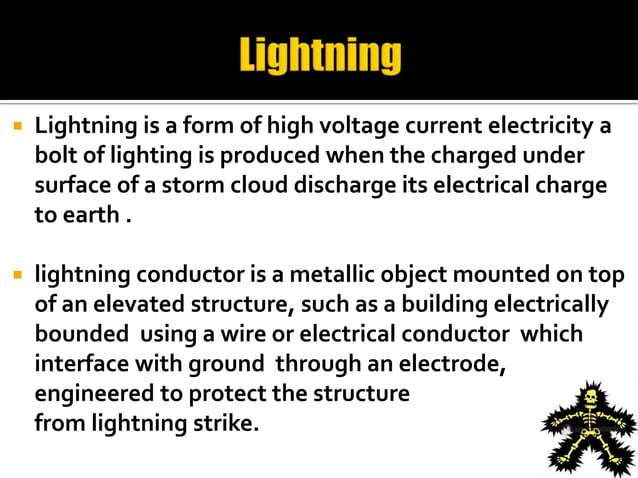 Lightning
Lightning is a form of high voltage current electricity a
bolt of lighting is produced when the charged under
surface of a storm cloud discharge its electrical charge
to earth .
lightning conductor is a metallic object mounted on top
of an elevated structure, such as a building electrically
bounded using a wire or electrical conductor which
interface with ground through an electrode,
engineered to protect the structure
from lightning strike.